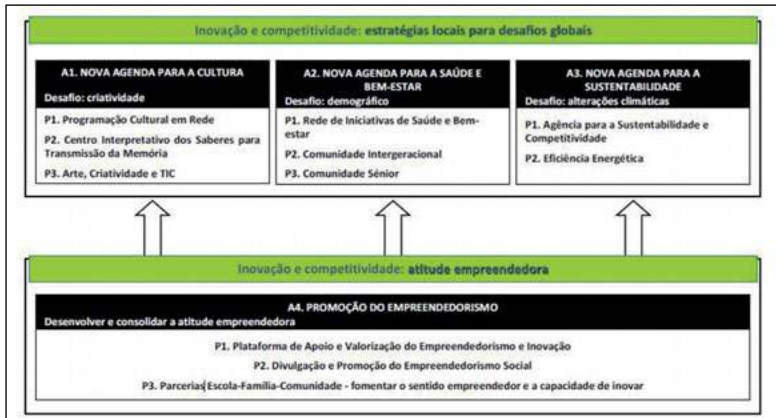 Inovação e competitividade: estratégias locais para desafios globais
A1. NOVA AGENDA PARA A CULTURA
Desafio: criatividade
P1. Programação Cultural em Rede
P2. Centro Interpretativo dos Saberes para
Transmissão da Memória
P3. Arte, Criatividade e TIC
A2. NOVA AGENDA PARA A SAÚDE E
BEM-ESTAR
Desafio: demográfico
P1. Rede de Iniciativas de Saúde e Bem-
estar
P2. Comunidade Intergeracional
P3. Comunidade Sénior
A3. NOVA AGENDA PARA A
SUSTENTABILIDADE
Desafio: alterações climáticas
P1. Agência para a Sustentabilidade e
Competitividade
P2. Eficiência Energética
Inovação e competitividade: atitude empreendedora
A4. PROMOÇÃO DO EMPREENDEDORISMO
Desenvolver e consolidar a atitude empreendedora
P1. Plataforma de Apoio e Valorização do Empreendedorismo e Inovação
P2. Divulgação e Promoção do Empreendedorismo Social
P3. Parcerias Escola-Família-Comunidade - fomentar o sentido empreendedor e a capacidade de inovar